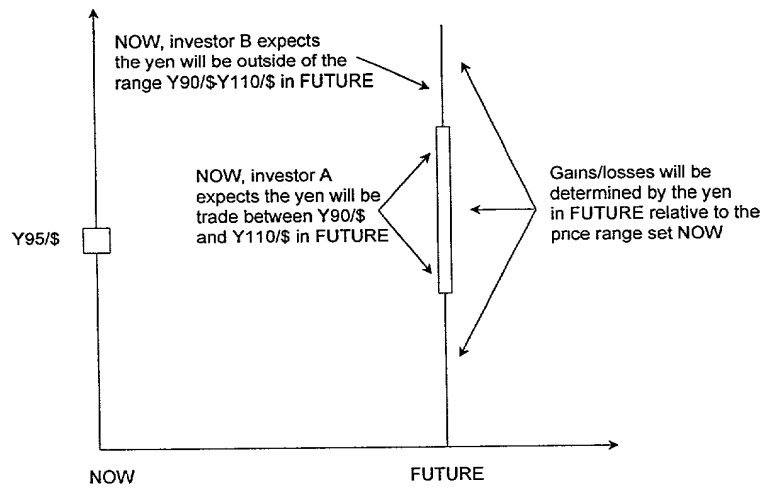 NOW, investor B expects
the yen will be outside of the
range Y90/$Y110/$ in FUTURE
NOW, investor A
expects the yen will be
trade between Y90/$
and Y110/$ in FUTURE
Gains/losses will be
determined by the yen
in FUTURE relative to the
price range set NOW
Y95/$
NOW
FUTURE